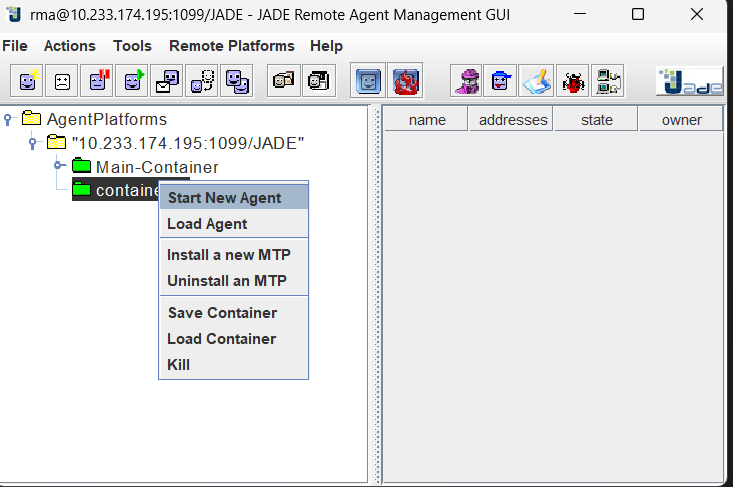 rma@10.233.174.195:1099/JADE - JADE Remote Agent Management GUI
File Actions Tools Remote Platforms Help
Jade
AgentPlatforms
"10.233.174.195:1099/JADE"
Main-Container
containe
Start New Agent
Load Agent
Install a new MTP
Uninstall an MTP
Save Container
Load Container
Kill
name addresses state owner